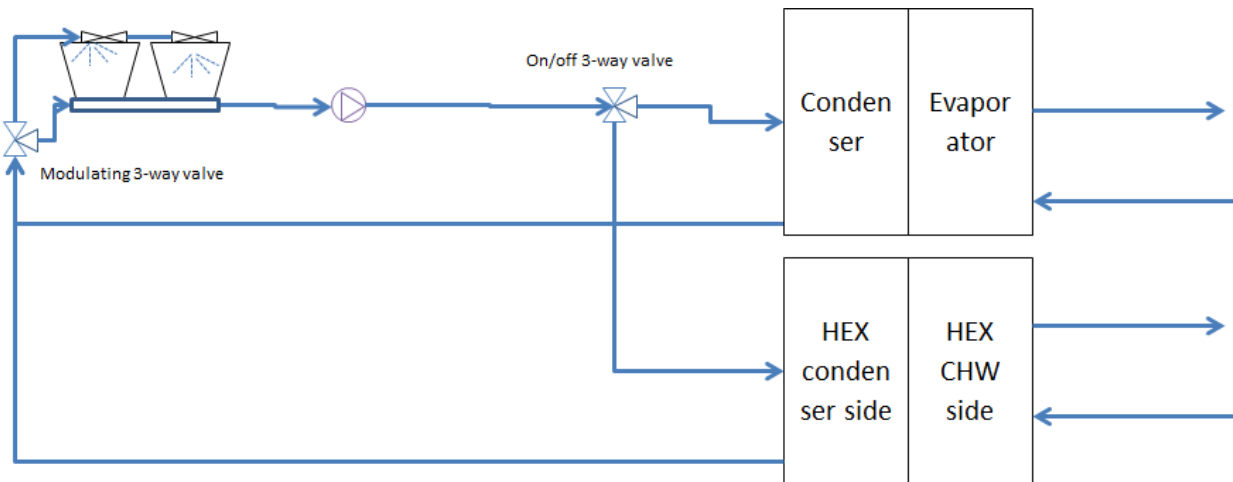 On/off 3-way valve
Modulating 3-way valve
Conden
ser
Evapor
ator
HEX
conden
ser side
HEX
CHW
side